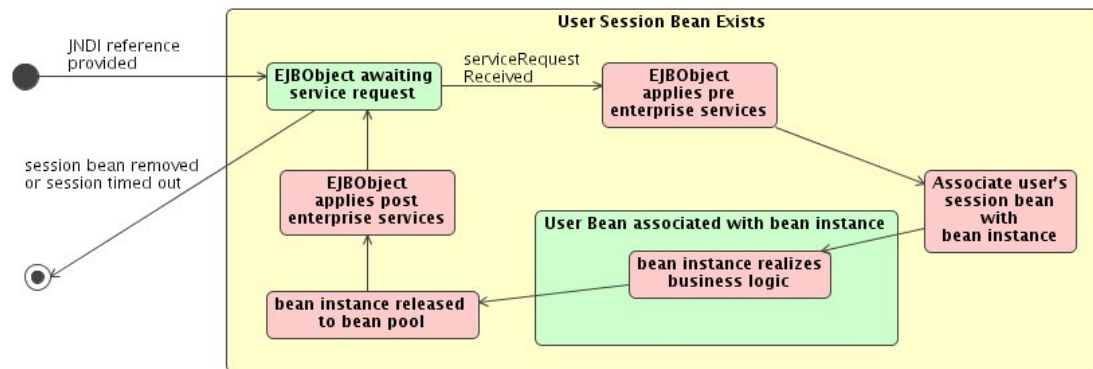 User Session Bean Exists
JNDI reference
provided
EJBObject awaiting
service request
serviceRequest
Received
EJBObject
applies pre
enterprise services
session bean removed
or session timed out
EJBObject
applies post
enterprise services
Associate user's
session bean
with
bean instance
User Bean associated with bean instance
bean instance realizes
business logic
bean instance released
to bean pool